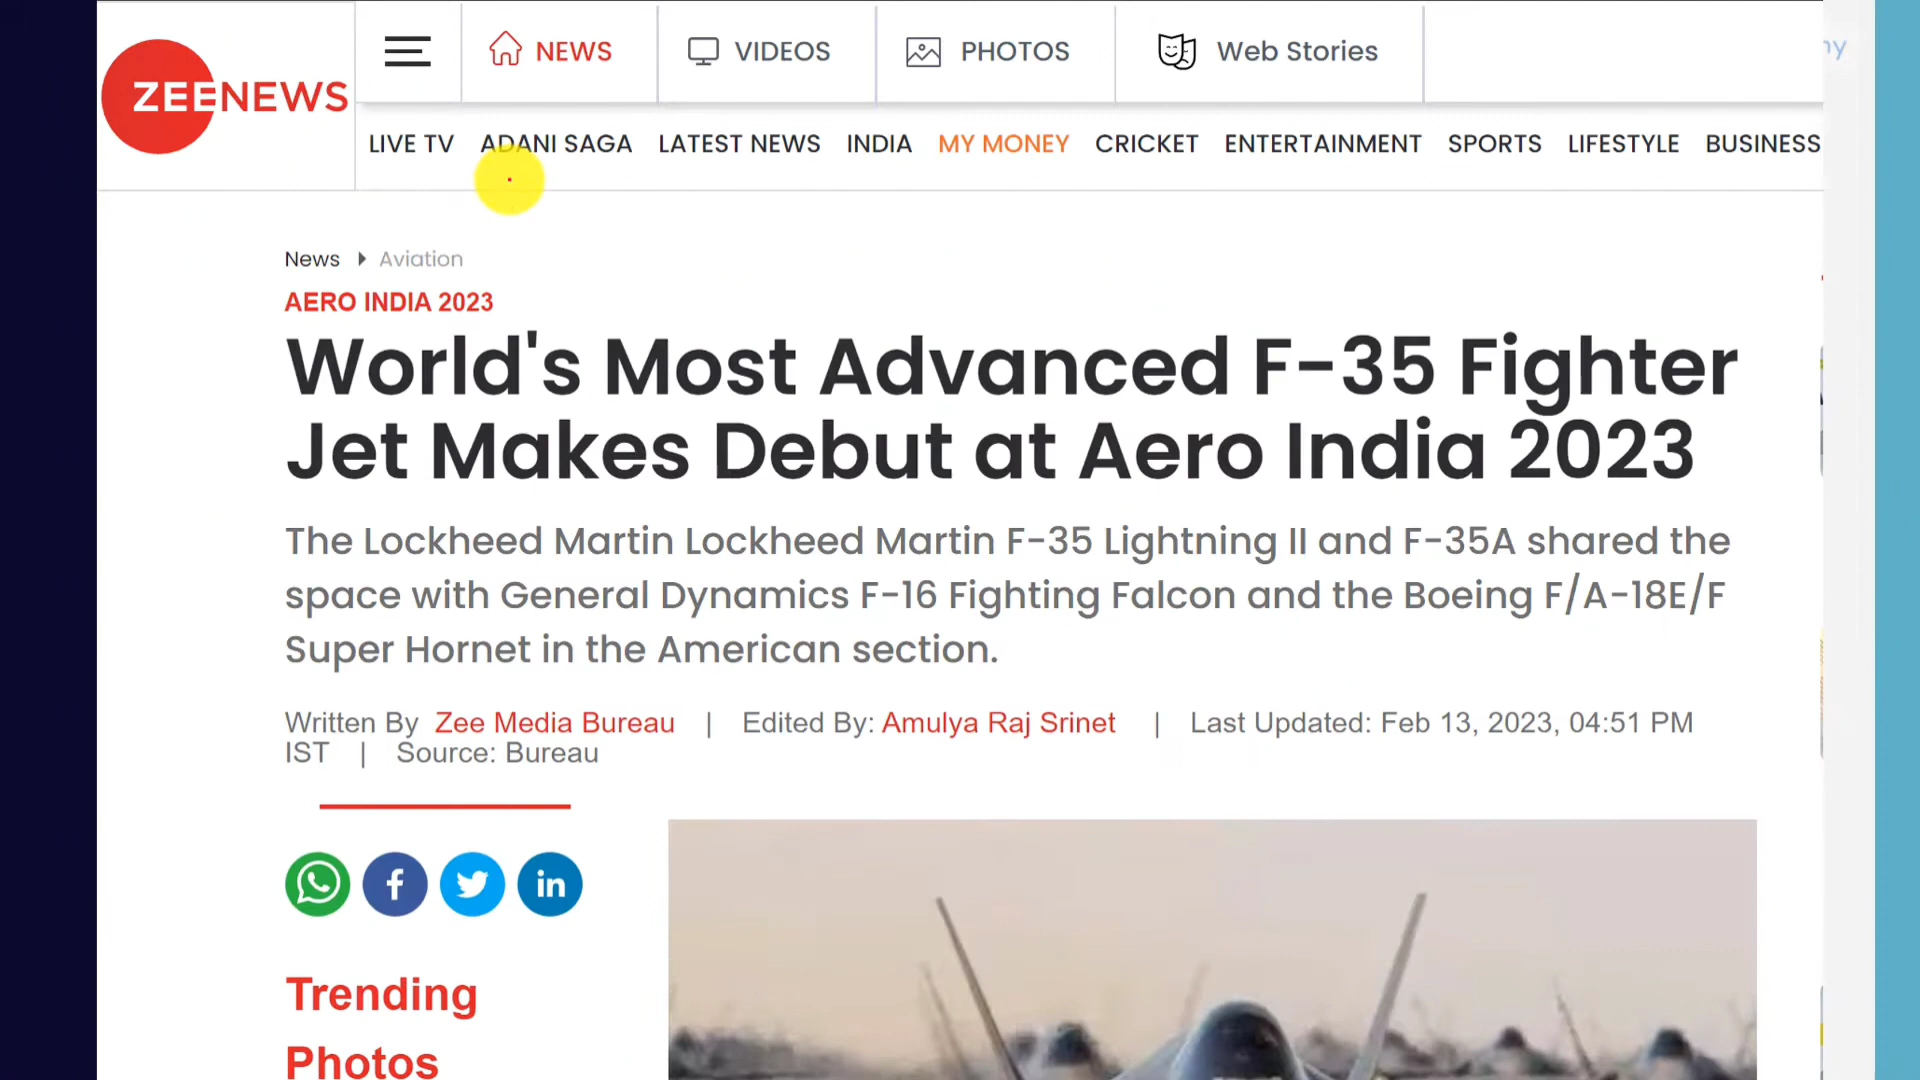 ZEENEWS
NEWS
VIDEOS
PHOTOS
Web Stories
LIVE TV
ADANI SAGA
LATEST NEWS
INDIA
MY MONEY
CRICKET
ENTERTAINMENT
SPORTS
LIFESTYLE
BUSINESS
News
Aviation
AERO INDIA 2023
World's Most Advanced F-35 Fighter
Jet Makes Debut at Aero India 2023
The Lockheed Martin Lockheed Martin F-35 Lightning II and F-35A shared the
space with General Dynamics F-16 Fighting Falcon and the Boeing F/A-18E/F
Super Hornet in the American section.
Written By Zee Media Bureau | Edited By: Amulya Raj Srinet | Last Updated: Feb 13, 2023, 04:51 PM
IST | Source: Bureau
Trending
Photos